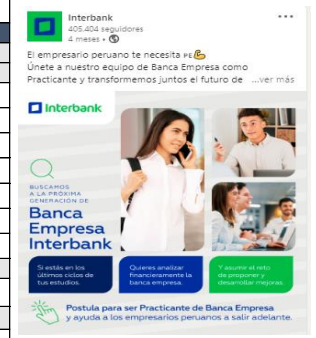 Interbank
405,404 seguidores
4 meses •
El empresario peruano te necesita PE💪
Únete a nuestro equipo de Banca Empresa como
Practicante y transformemos juntos el futuro de ...ver más
Interbank
BUSCAMOS
A LA PRÓXIMA
GENERACIÓN DE
Banca
Empresa
Interbank
Si estás en los
últimos ciclos de
tus estudios.
Quieres analizar
financieramente la
banca empresa.
Y asumir el reto
de proponer y
desarrollar mejoras.
Postula para ser Practicante de Banca Empresa
y ayuda a los empresarios peruanos a salir adelante.